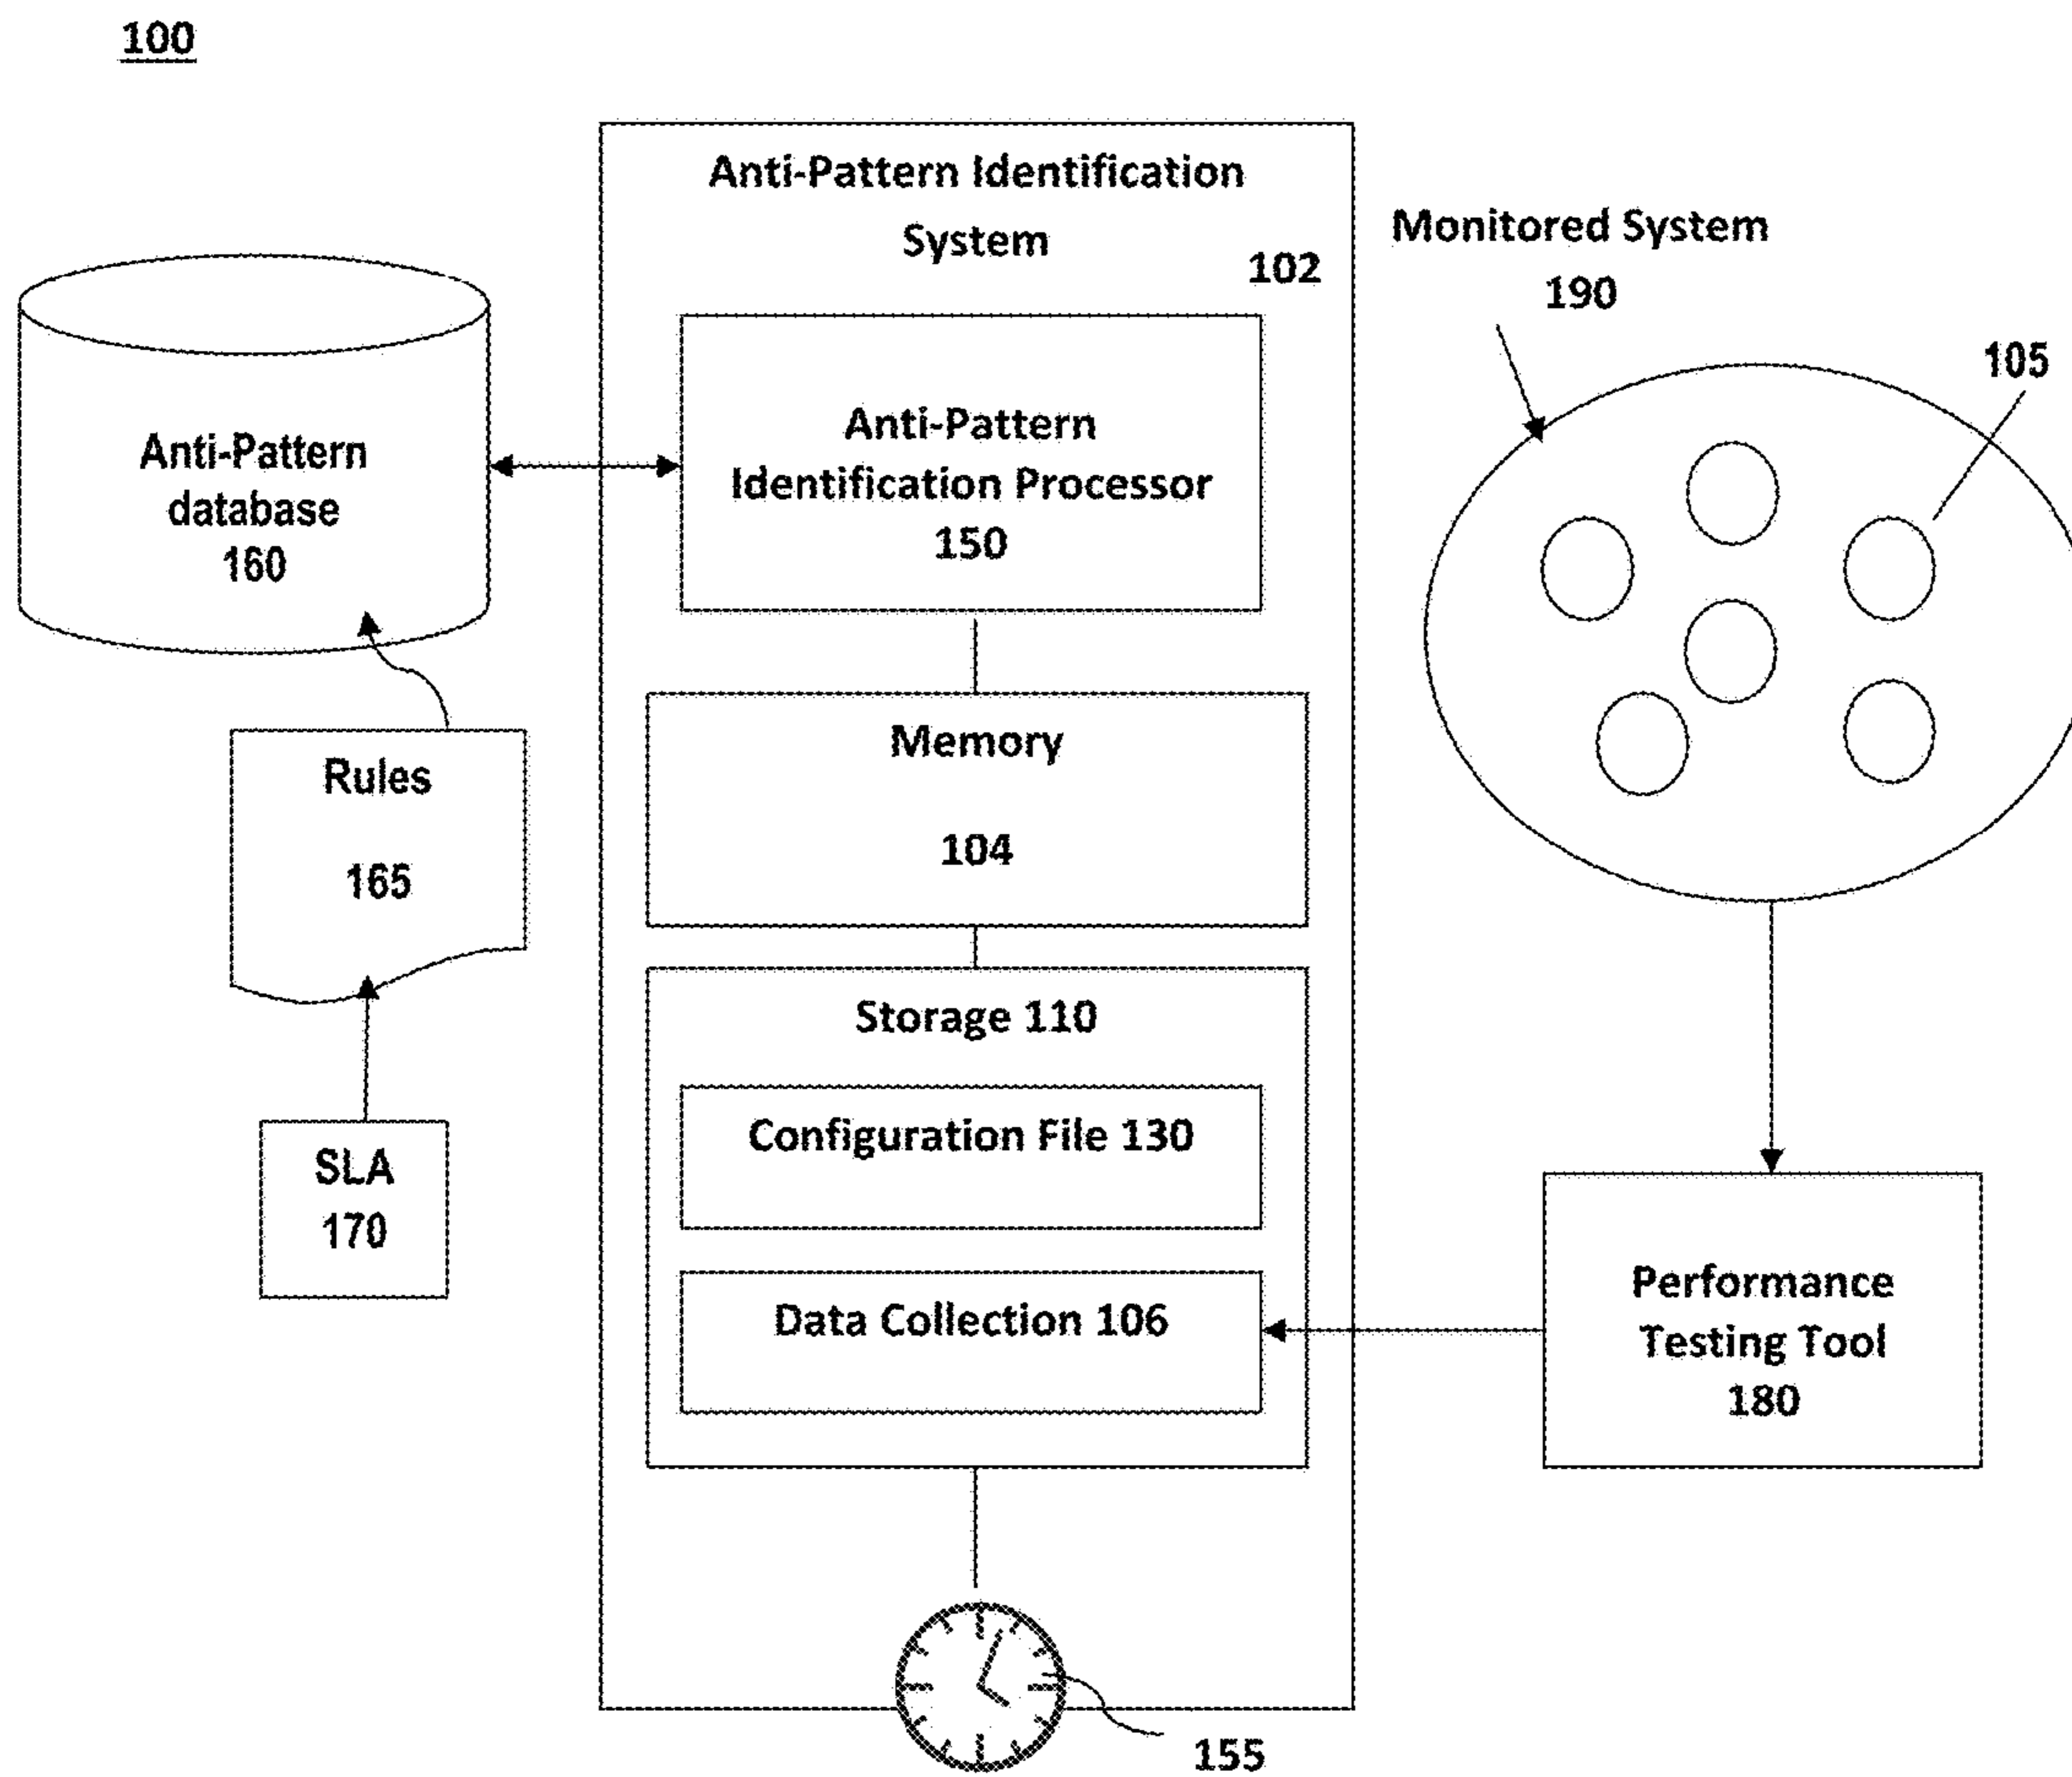 100
Anti-Pattern Identification
System
102
Monitored System
190
105
Anti-Pattern
database
160
Anti-Pattern
Identification Processor
150
Rules
165
Memory
104
SLA
170
Storage 110
Configuration File 130
Data Collection 106
Performance
Testing Tool
180
155